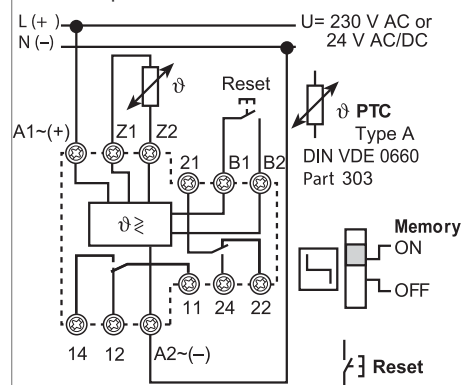 L (+ )
U= 230 V AC or
N (–)
24 V AC/DC
ϑ
Reset
A1~(+) Z1 Z2
ϑ PTC
Type A
21 B1 B2
DIN VDE 0660
Part 303
ϑ≷
Memory
ON
OFF
11 24 22
14 12 A2~(–)
Reset